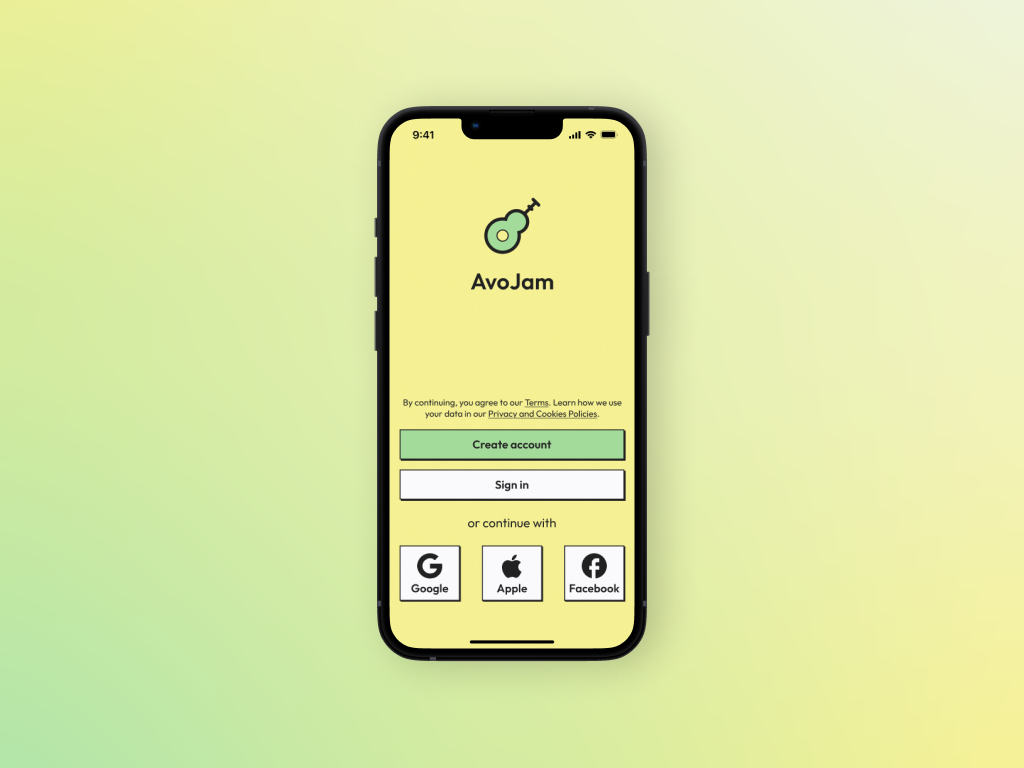 9:41
AvoJam
By continuing, you agree to our Terms. Learn how we use
your data in our Privacy and Cookies Policies.
Create account
Sign in
or continue with
Google Apple Facebook